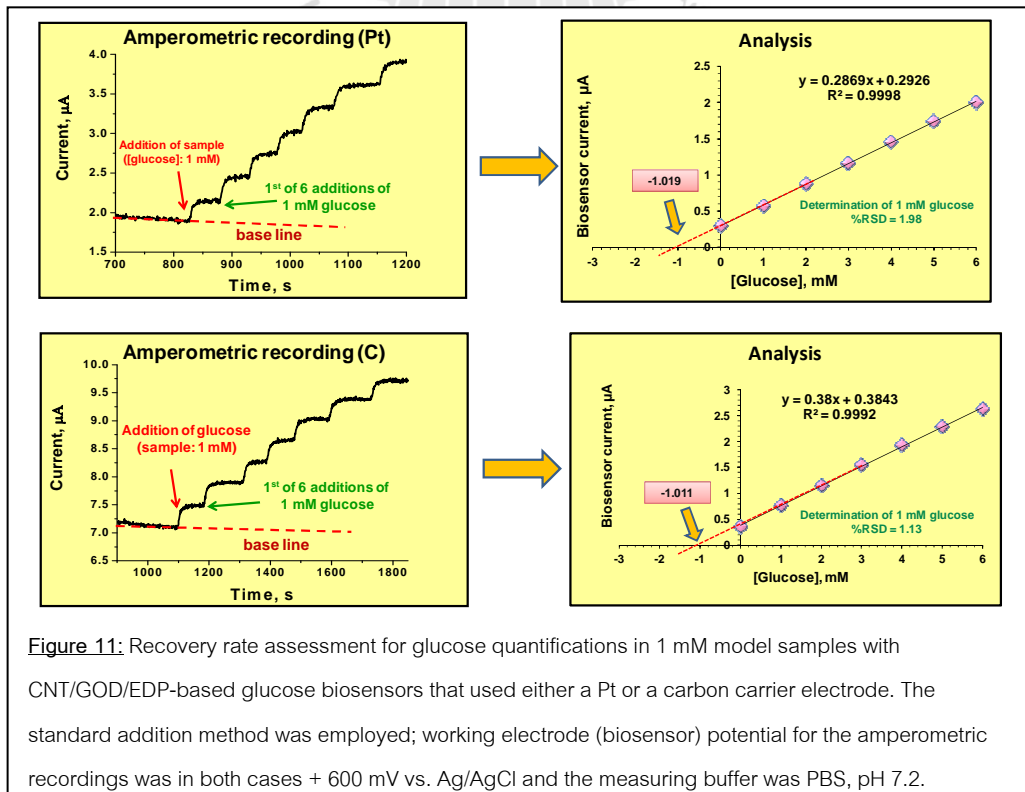 Amperometric recording (Pt)
4.0
3.5
3.0
2.5
2.0
1.5
Current, µA
Addition of sample
([glucose]: 1 mM)
1st of 6 additions of
1 mM glucose
base line
700 800 900 1000 1100 1200
Time, s
Analysis
2.5
2
1.5
1
0.5
0
Biosensor current, µA
y = 0.2869x + 0.2926
R² = 0.9998
-1.019
Determination of 1 mM glucose
%RSD = 1.98
-3 -2 -1 0 1 2 3 4 5 6
[Glucose], mM
Amperometric recording (C)
10.0
9.5
9.0
8.5
8.0
7.5
7.0
6.5
Current, µA
Addition of glucose
(sample: 1 mM)
1st of 6 additions of
1 mM glucose
base line
1000 1200 1400 1600 1800
Time, s
Analysis
3
2.5
2
1.5
1
0.5
0
Biosensor current, µA
y = 0.38x + 0.3843
R² = 0.9992
-1.011
Determination of 1 mM glucose
%RSD = 1.13
-3 -2 -1 0 1 2 3 4 5 6
[Glucose], mM
Figure 11: Recovery rate assessment for glucose quantifications in 1 mM model samples with
CNT/GOD/EDP-based glucose biosensors that used either a Pt or a carbon carrier electrode. The
standard addition method was employed; working electrode (biosensor) potential for the amperometric
recordings was in both cases + 600 mV vs. Ag/AgCl and the measuring buffer was PBS, pH 7.2.